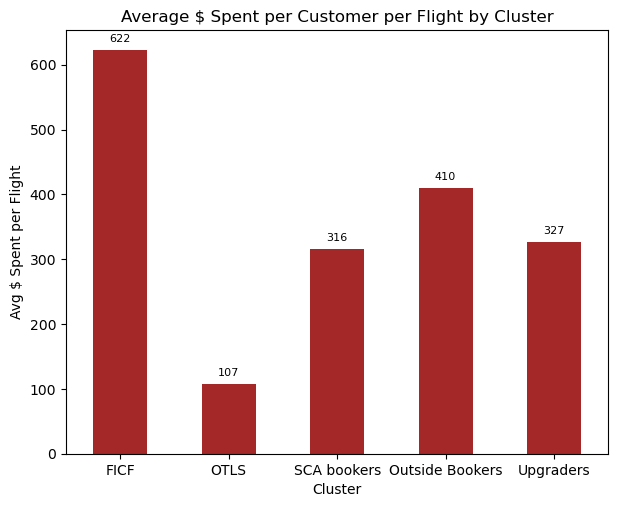 Average $ Spent per Customer per Flight by Cluster
Avg $ Spent per Flight
600
500
400
300
200
100
0
622
107
316
410
327
FICF
OTLS
SCA bookers
Outside Bookers
Upgraders
Cluster